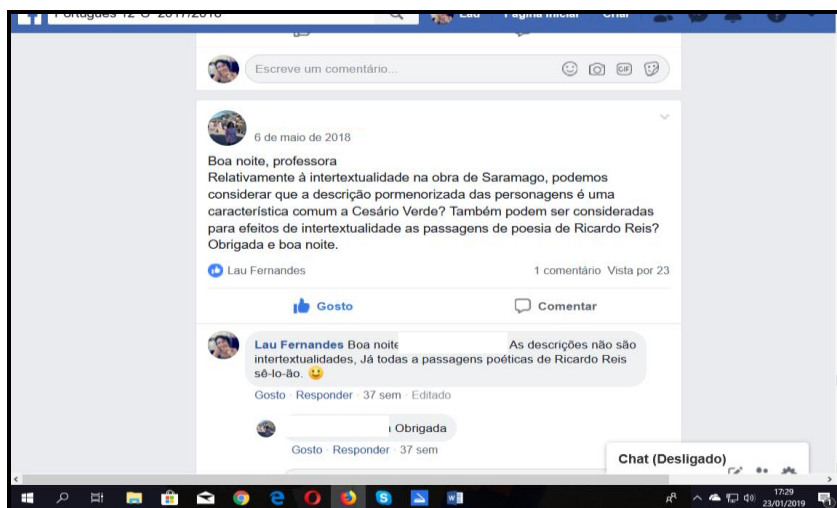 Português 12ºG 2017/2018
Lau
Página Inicial
Criar
Escreve um comentário...
GIF
6 de maio de 2018
Boa noite, professora
Relativamente à intertextualidade na obra de Saramago, podemos
considerar que a descrição pormenorizada das personagens é uma
característica comum a Cesário Verde? Também podem ser consideradas
para efeitos de intertextualidade as passagens de poesia de Ricardo Reis?
Obrigada e boa noite.
Lau Fernandes
1 comentário Vista por 23
Gosto
Comentar
Lau Fernandes Boa noite As descrições não são
intertextualidades, Já todas a passagens poéticas de Ricardo Reis
sê-lo-ão.
Gosto · Responder · 37 sem · Editado
Obrigada
Gosto · Responder · 37 sem
Chat (Desligado)
17:29
23/01/2019